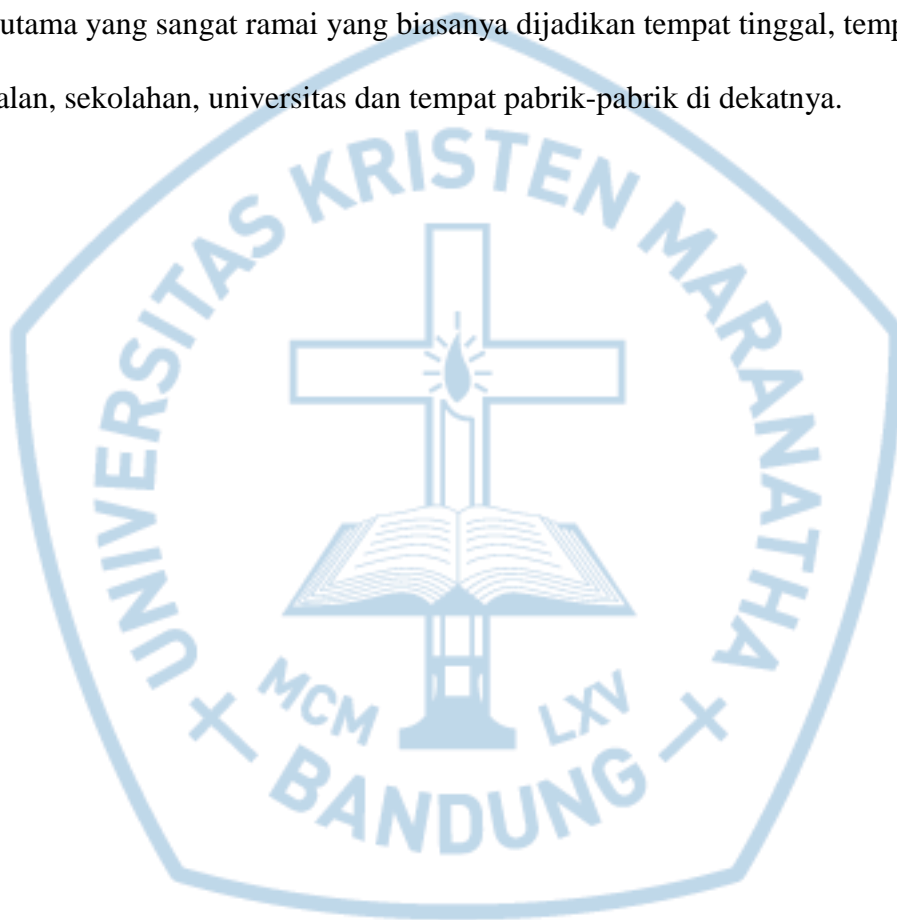 utama yang sangat ramai yang biasanya dijadikan tempat tinggal, temp
alan, sekolahan, universitas dan tempat pabrik-pabrik di dekatnya.
UNIVERSITAS KRISTEN MARANATHA
MCM LXV
BANDUNG